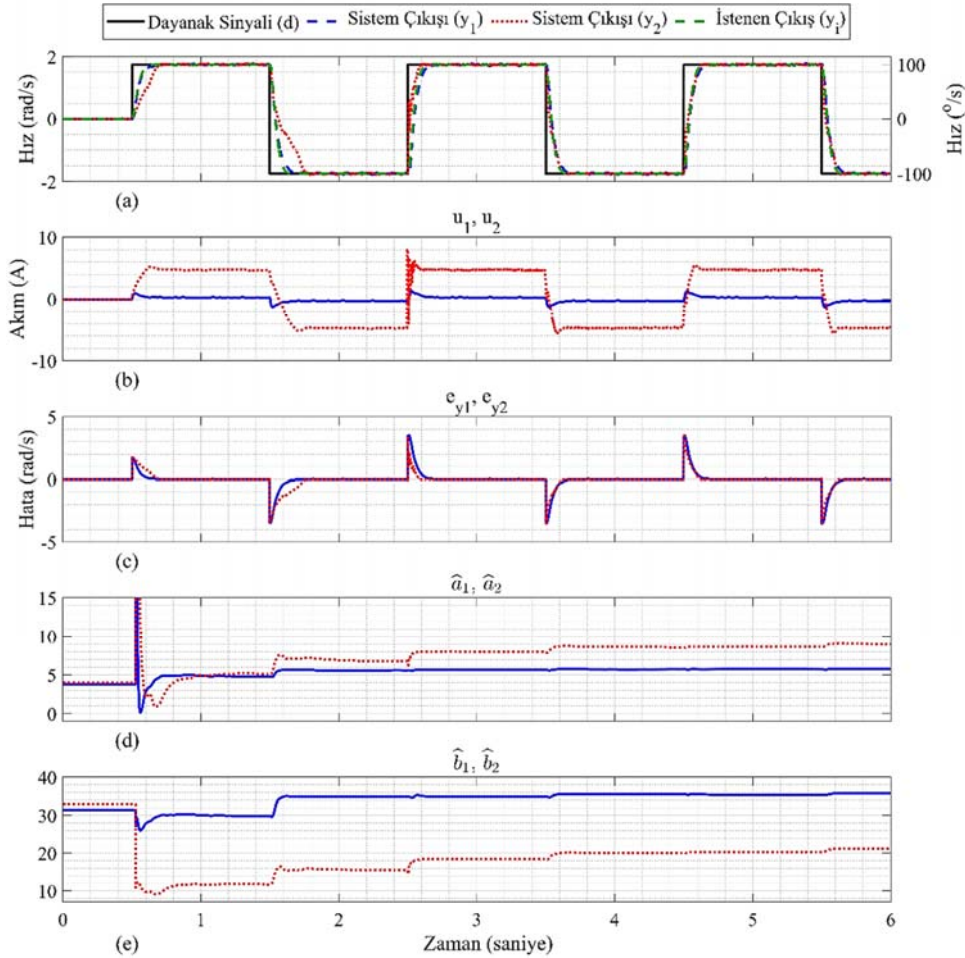 Dayanak Sinyali (d) Sistem Çıkışı (y1) Sistem Çıkışı (y2) İstenen Çıkış (yi)
2
0
-2
Hız (rad/s)
100
0
-100
Hız (o/s)
(a)
u1, u2
10
0
-10
Akım (A)
(b)
ey1, ey2
5
0
-5
Hata (rad/s)
(c)
â1, â2
15
10
5
0
(d)
b̂1, b̂2
40
30
20
10
0 1 2 3 4 5 6
Zaman (saniye)
(e)